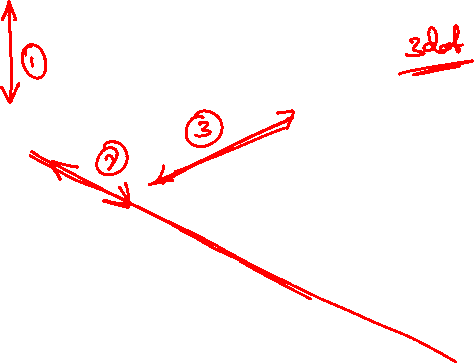 3dof
①
③
②